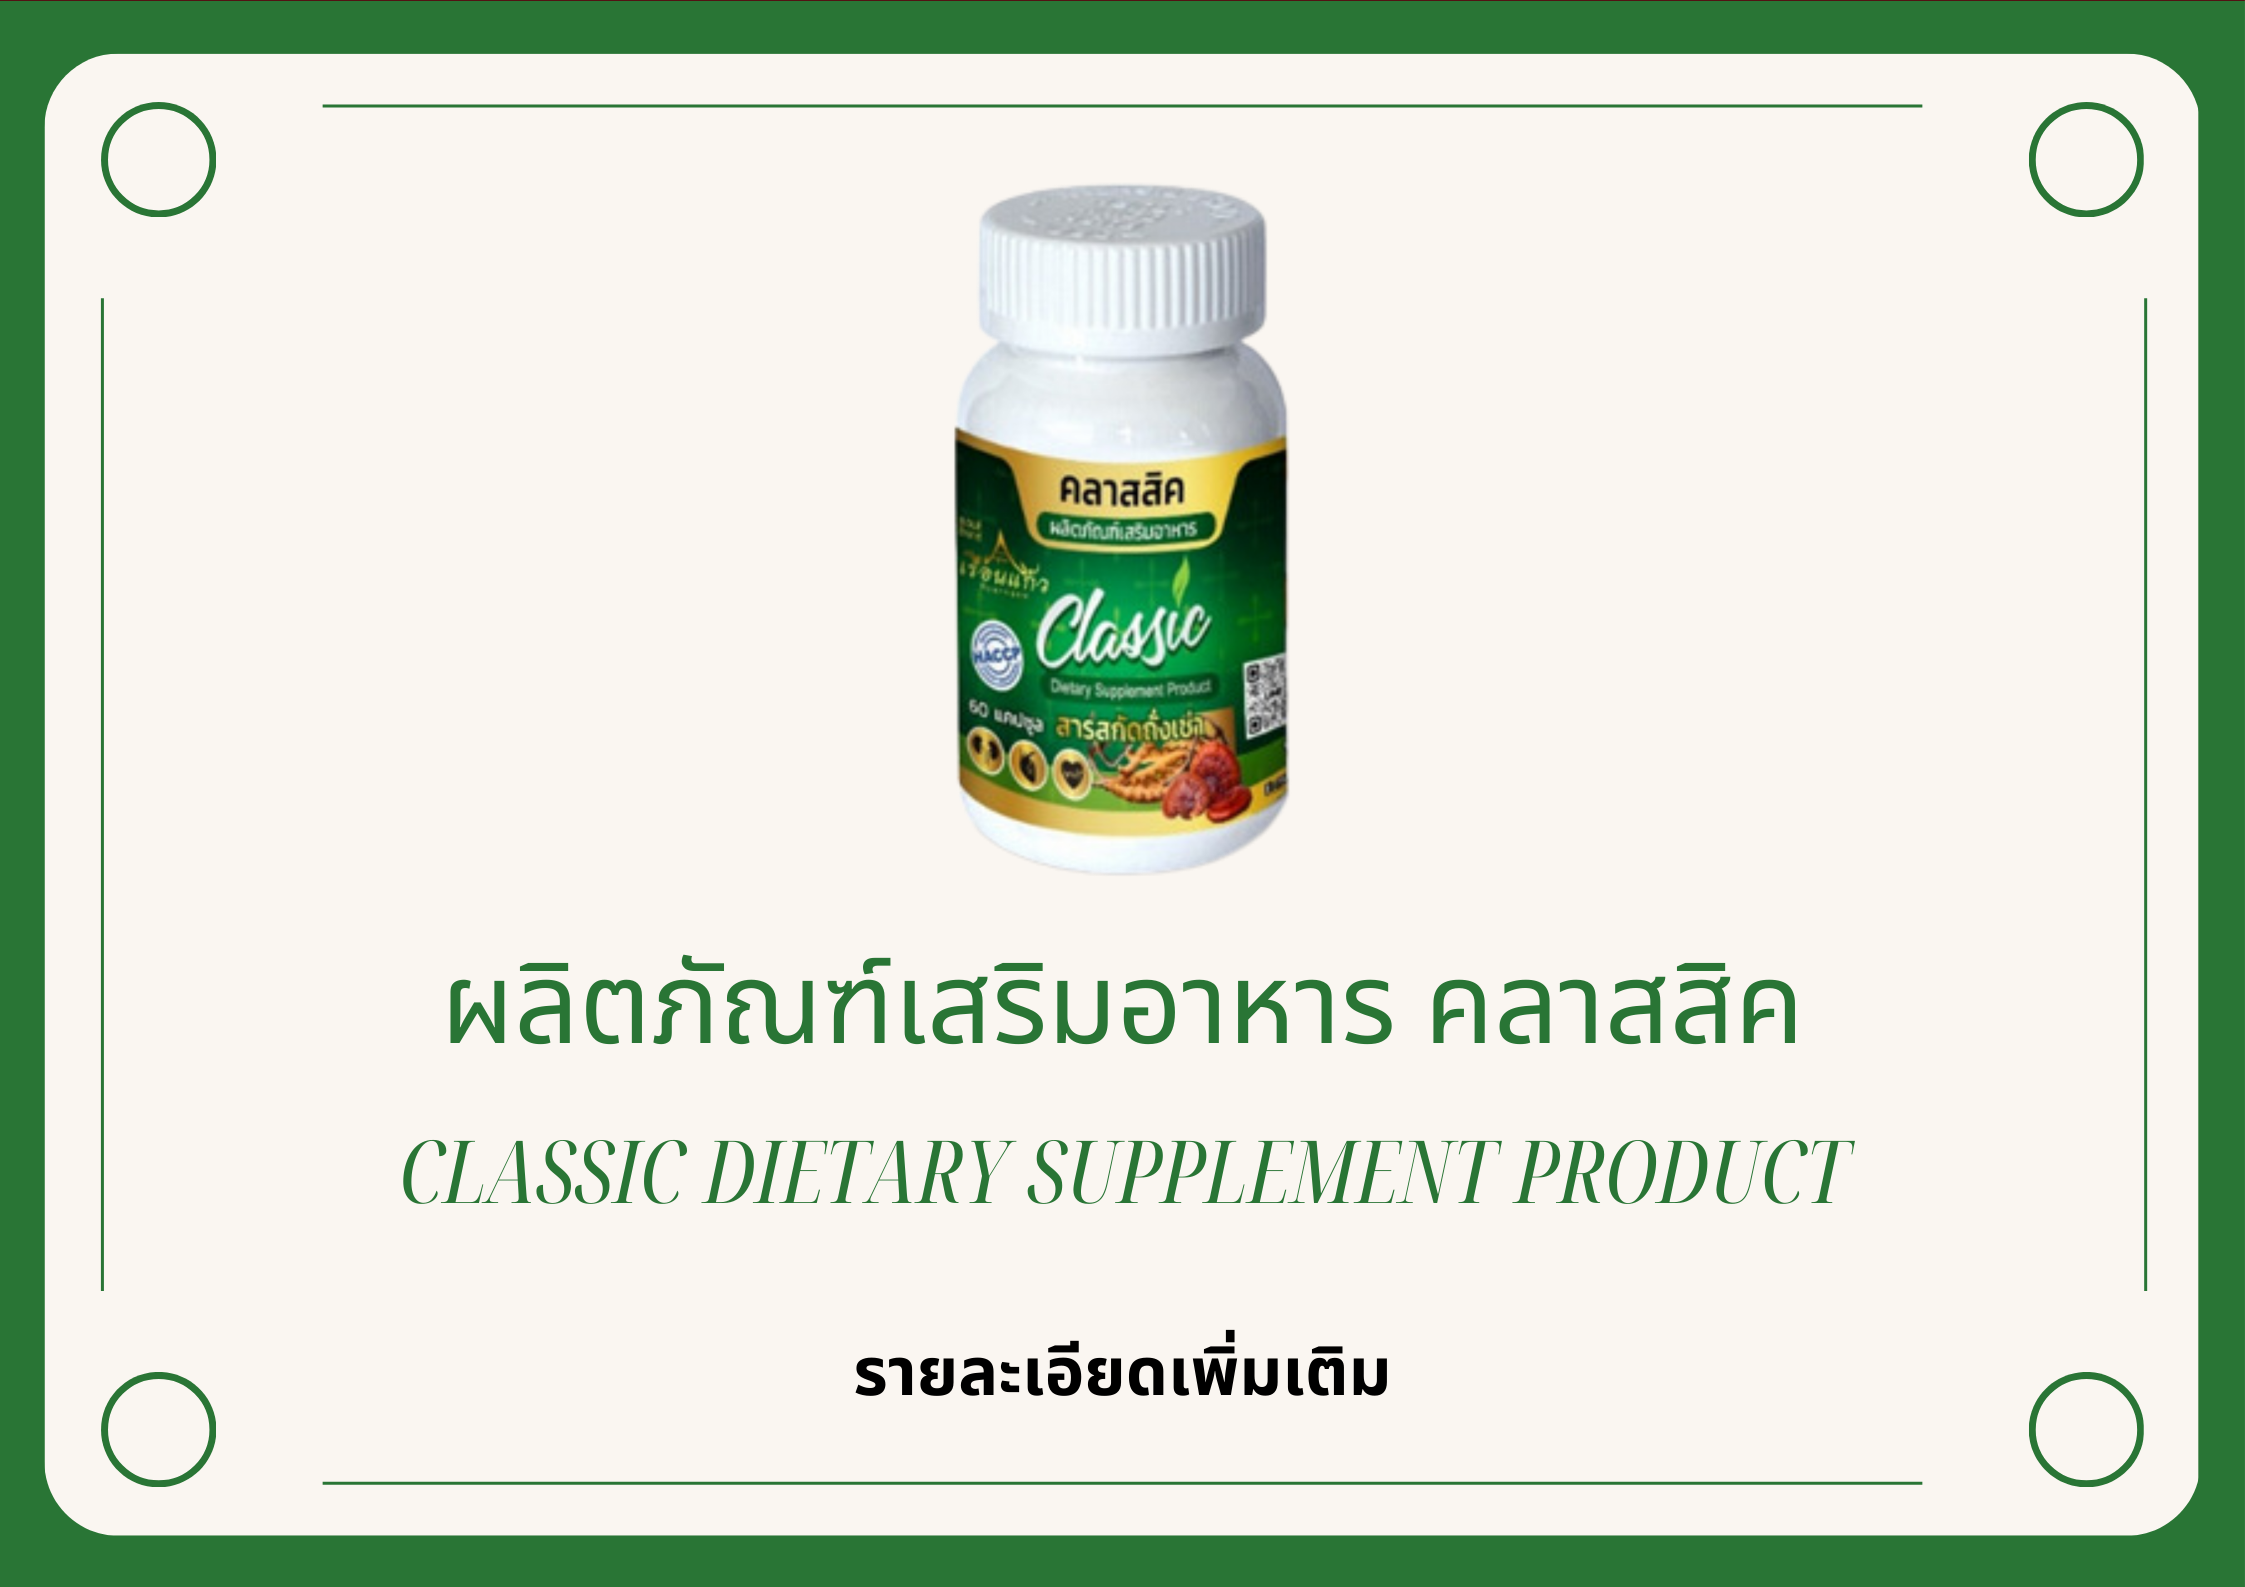 คลาสสิค
ผลิตภัณฑ์เสริมอาหาร
เรือนแก้ว
Classic
HACCP
Dietary Supplement Product
60 แคปซูล
สารสกัดถั่งเช่า
ผลิตภัณฑ์เสริมอาหาร คลาสสิค
CLASSIC DIETARY SUPPLEMENT PRODUCT
รายละเอียดเพิ่มเติม